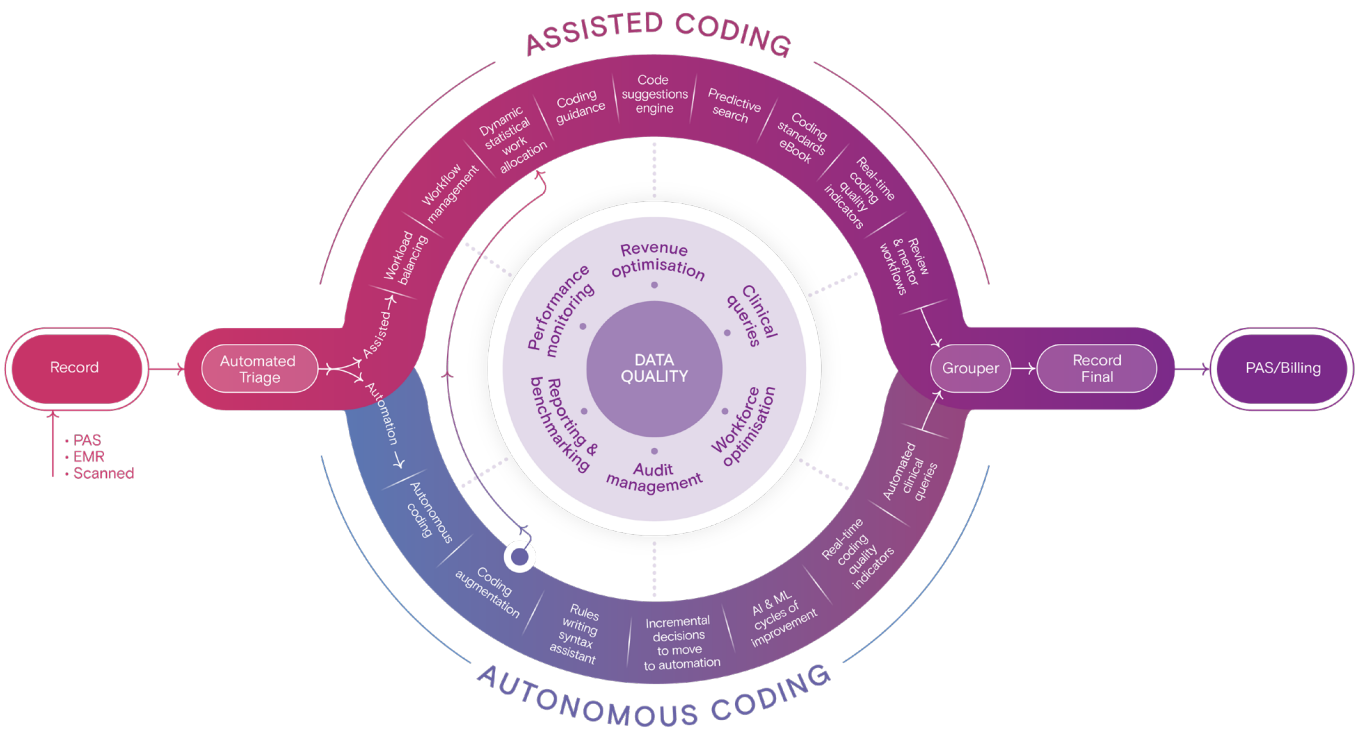 ASSISTED CODING
Record
• PAS
• EMR
• Scanned
Automated
Triage
Assisted
Automation
Workload
balancing
Workflow
management
Dynamic
statistical
work
allocation
Coding
guidance
Code
suggestions
engine
Predictive
search
Coding
standards
eBook
Real-time
coding
quality
indicators
Review
& mentor
workflows
Autonomous
coding
Coding
augmentation
Rules
writing
syntax
assistant
Incremental
decisions
to move
to automation
AI & ML
cycles of
improvement
Real-time
coding
quality
indicators
Automated
clinical
queries
Revenue
optimisation
Clinical
queries
Workforce
optimisation
Audit
management
Reporting &
benchmarking
Performance
monitoring
DATA
QUALITY
Grouper
Record
Final
PAS/Billing
AUTONOMOUS CODING